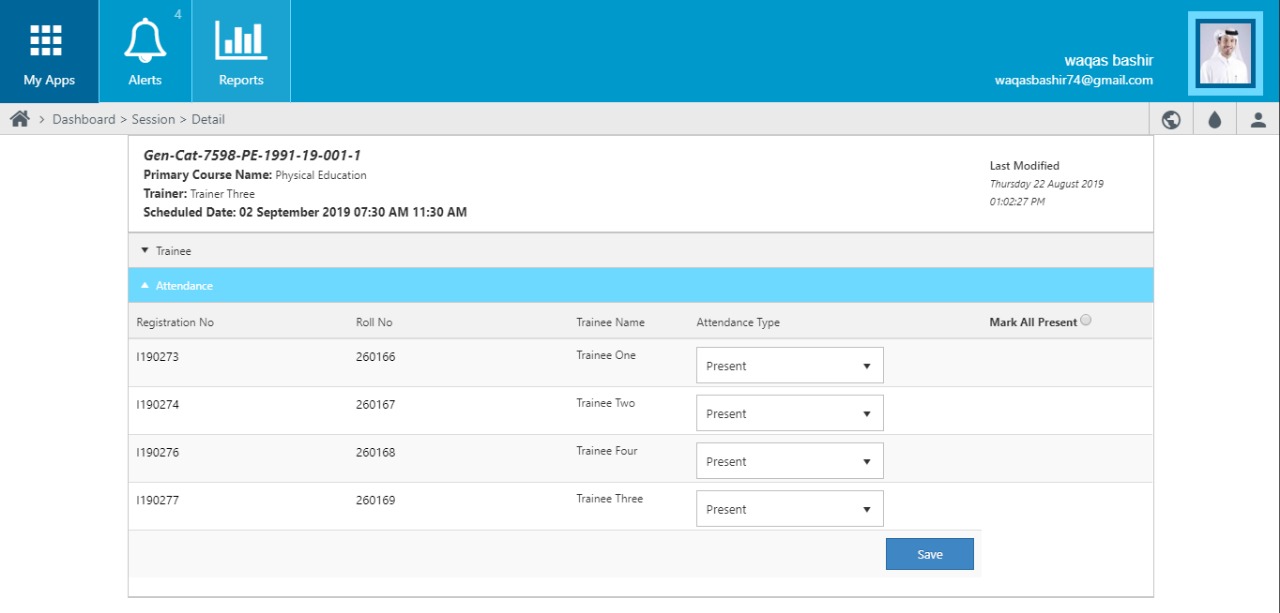 4
My Apps
Alerts
Reports
waqas bashir
waqasbashir74@gmail.com
> Dashboard > Session > Detail
Gen-Cat-7598-PE-1991-19-001-1
Primary Course Name: Physical Education
Trainer: Trainer Three
Scheduled Date: 02 September 2019 07:30 AM 11:30 AM
Last Modified
Thursday 22 August 2019
01:02:27 PM
Trainee
Attendance
Registration No Roll No Trainee Name Attendance Type Mark All Present
I190273 260166 Trainee One Present
I190274 260167 Trainee Two Present
I190276 260168 Trainee Four Present
I190277 260169 Trainee Three Present
Save